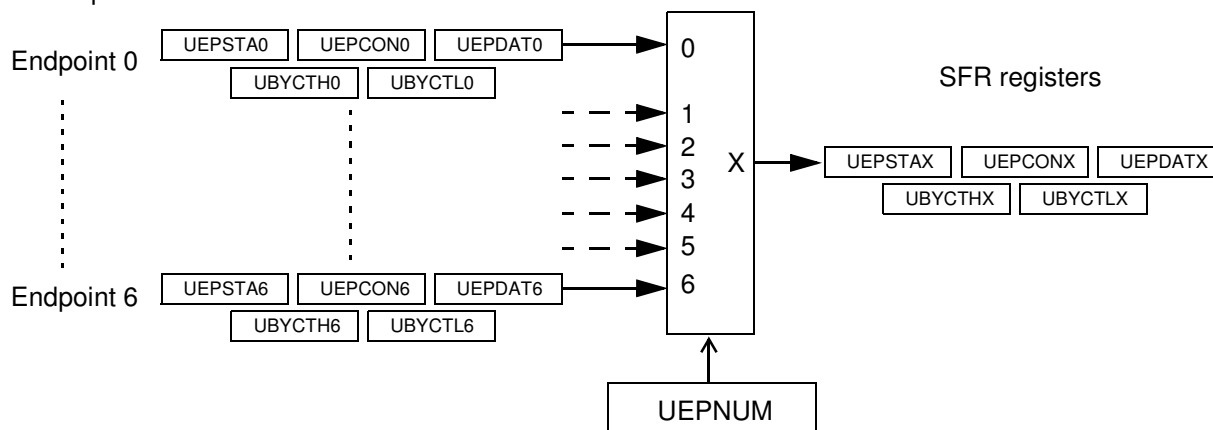 Endpoint 0
UEPSTA0 UEPCON0 UEPDAT0
UBYCTH0 UBYCTL0
0
1
2
3
4
5
6
X
SFR registers
UEPSTAX UEPCONX UEPDATX
UBYCTHX UBYCTLX
Endpoint 6
UEPSTA6 UEPCON6 UEPDAT6
UBYCTH6 UBYCTL6
UEPNUM